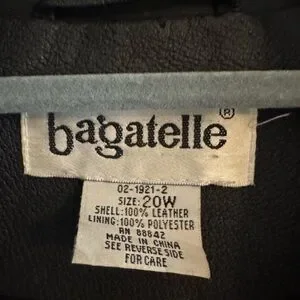 bagatelle®
02-1921-2
SIZE: 20W
SHELL: 100% LEATHER
LINING: 100% POLYESTER
RN 88842
MADE IN CHINA
SEE REVERSE SIDE
FOR CARE